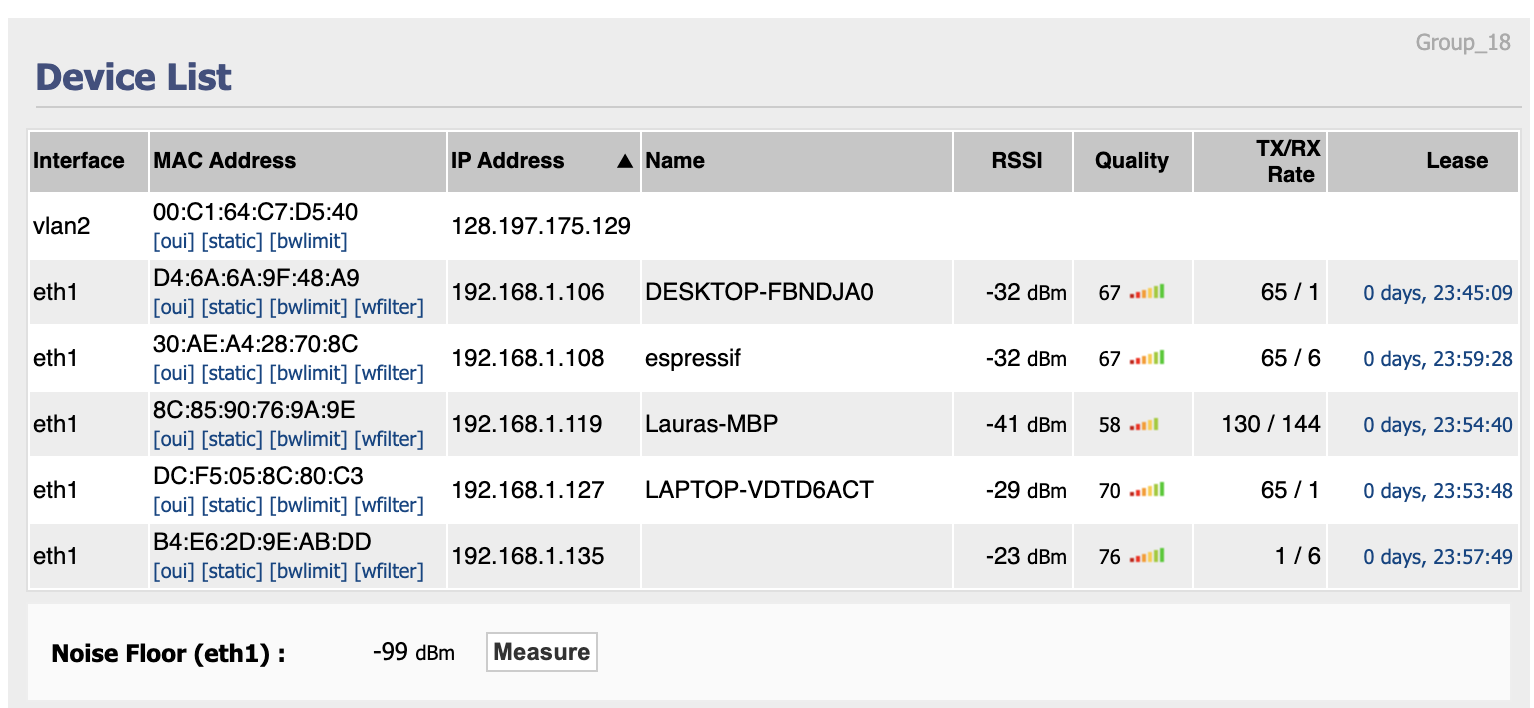 Group_18
Device List
Interface MAC Address IP Address ▲ Name RSSI Quality TX/RX Rate Lease
vlan2 00:C1:64:C7:D5:40 128.197.175.129
[oui] [static] [bwlimit]
eth1 D4:6A:6A:9F:48:A9 192.168.1.106 DESKTOP-FBNDJA0 -32 dBm 67 65 / 1 0 days, 23:45:09
[oui] [static] [bwlimit] [wfilter]
eth1 30:AE:A4:28:70:8C 192.168.1.108 espressif -32 dBm 67 65 / 6 0 days, 23:59:28
[oui] [static] [bwlimit] [wfilter]
eth1 8C:85:90:76:9A:9E 192.168.1.119 Lauras-MBP -41 dBm 58 130 / 144 0 days, 23:54:40
[oui] [static] [bwlimit] [wfilter]
eth1 DC:F5:05:8C:80:C3 192.168.1.127 LAPTOP-VDTD6ACT -29 dBm 70 65 / 1 0 days, 23:53:48
[oui] [static] [bwlimit] [wfilter]
eth1 B4:E6:2D:9E:AB:DD 192.168.1.135 -23 dBm 76 1 / 6 0 days, 23:57:49
[oui] [static] [bwlimit] [wfilter]
Noise Floor (eth1) : -99 dBm Measure